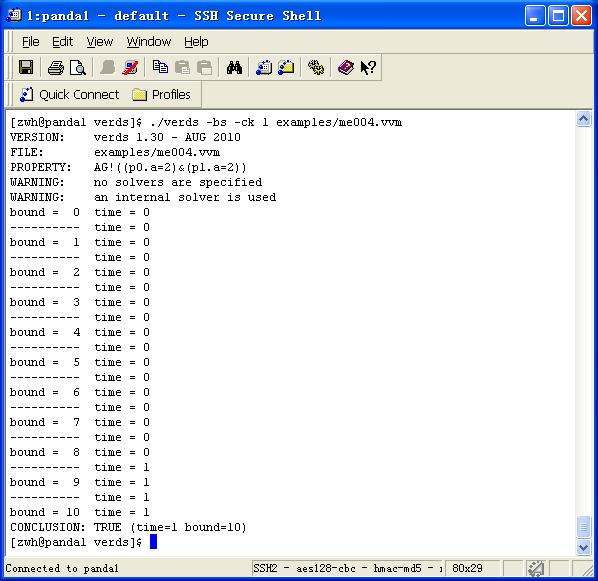 1:panda1 - default - SSH Secure Shell
File Edit View Window Help
Quick Connect Profiles
[zwh@panda1 verds]$ ./verds -bs -ck 1 examples/me004.vvm
VERSION: verds 1.30 - AUG 2010
FILE: examples/me004.vvm
PROPERTY: AG!((p0.a=2)&(p1.a=2))
WARNING: no solvers are specified
WARNING: an internal solver is used
bound = 0 time = 0
---------- time = 0
bound = 1 time = 0
---------- time = 0
bound = 2 time = 0
---------- time = 0
bound = 3 time = 0
---------- time = 0
bound = 4 time = 0
---------- time = 0
bound = 5 time = 0
---------- time = 0
bound = 6 time = 0
---------- time = 0
bound = 7 time = 0
---------- time = 0
bound = 8 time = 0
---------- time = 1
bound = 9 time = 1
---------- time = 1
bound = 10 time = 1
CONCLUSION: TRUE (time=1 bound=10)
[zwh@panda1 verds]$
Connected to panda1 SSH2 - aes128-cbc - hmac-md5 - 80x29